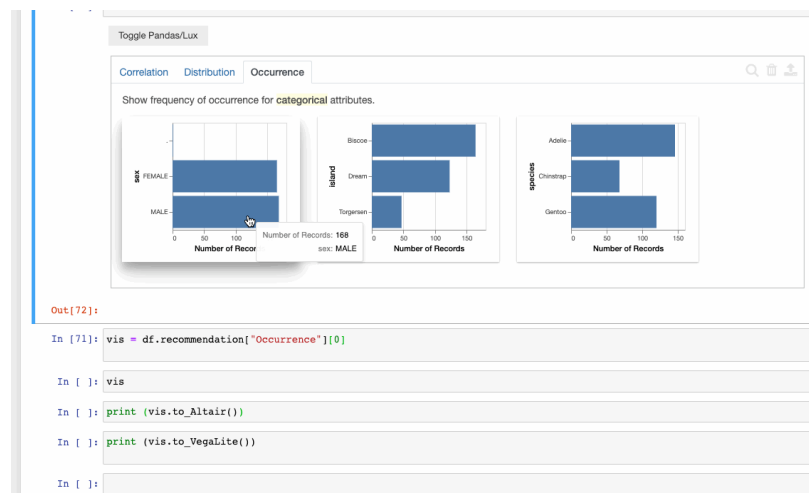 Toggle Pandas/Lux
Correlation Distribution Occurrence
Show frequency of occurrence for categorical attributes.
sex
.
FEMALE
MALE
0 50 100
Number of Recor
Number of Records: 168
sex: MALE
island
Biscoe
Dream
Torgersen
0 50 100 150
Number of Records
species
Adelie
Chinstrap
Gentoo
0 50 100 150
Number of Records
Out[72]:
In [71]: vis = df.recommendation["Occurrence"][0]
In [ ]: vis
In [ ]: print (vis.to_Altair())
In [ ]: print (vis.to_VegaLite())
In [ ]: